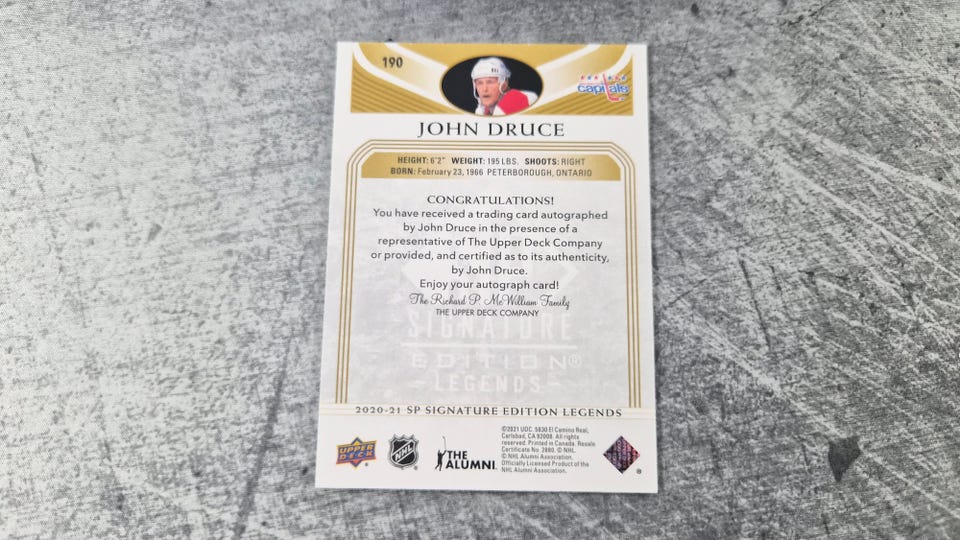 190
capitals
JOHN DRUCE
HEIGHT: 6'2" WEIGHT: 195 LBS. SHOOTS: RIGHT
BORN: February 23, 1966 PETERBOROUGH, ONTARIO
CONGRATULATIONS!
You have received a trading card autographed
by John Druce in the presence of a
representative of The Upper Deck Company
or provided, and certified as to its authenticity,
by John Druce.
Enjoy your autograph card!
The Richard P. McWilliam Family
THE UPPER DECK COMPANY
SIGNATURE
EDITION®
LEGENDS
2020-21 SP SIGNATURE EDITION LEGENDS
UPPER
DECK
NHL
THE
ALUMNI
©2021 UDC. 5830 El Camino Real,
Carlsbad, CA 92008. All rights
reserved. Printed in Canada. Resale
Certificate No. 2880. © NHL.
© NHL Alumni Association.
Officially Licensed Product of the
NHL Alumni Association.